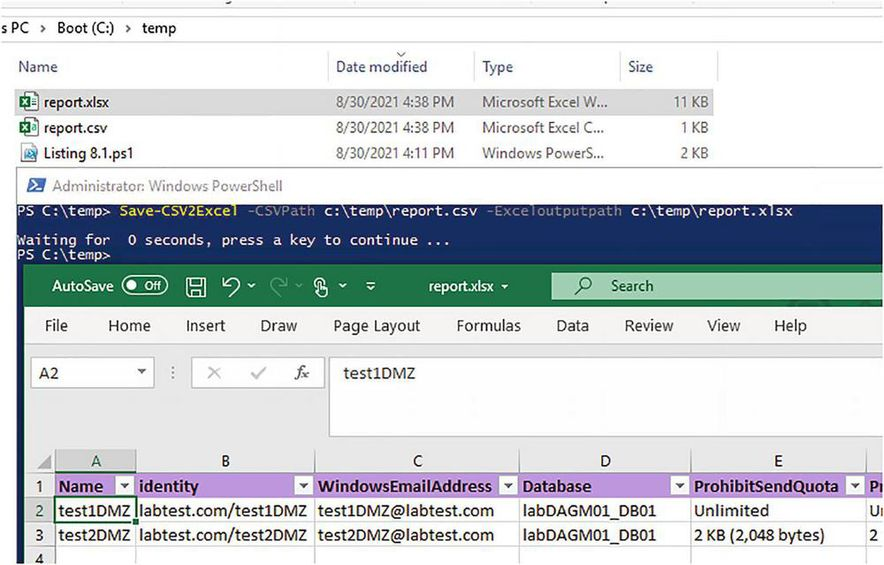 s PC > Boot (C:) > temp
Name Date modified Type Size
report.xlsx 8/30/2021 4:38 PM Microsoft Excel W... 11 KB
report.csv 8/30/2021 4:38 PM Microsoft Excel C... 1 KB
Listing 8.1.ps1 8/30/2021 4:11 PM Windows PowerS... 2 KB
Administrator: Windows PowerShell
PS C:\temp> Save-CSV2Excel -CSVPath c:\temp\report.csv -Exceloutputpath c:\temp\report.xlsx
Waiting for 0 seconds, press a key to continue ...
PS C:\temp>
AutoSave Off report.xlsx Search
File Home Insert Draw Page Layout Formulas Data Review View Help
A2 fx test1DMZ
A B C D E
1 Name identity WindowsEmailAddress Database ProhibitSendQuota
2 test1DMZ labtest.com/test1DMZ test1DMZ@labtest.com labDAGM01_DB01 Unlimited
3 test2DMZ labtest.com/test2DMZ test2DMZ@labtest.com labDAGM01_DB01 2 KB (2,048 bytes) 2
4